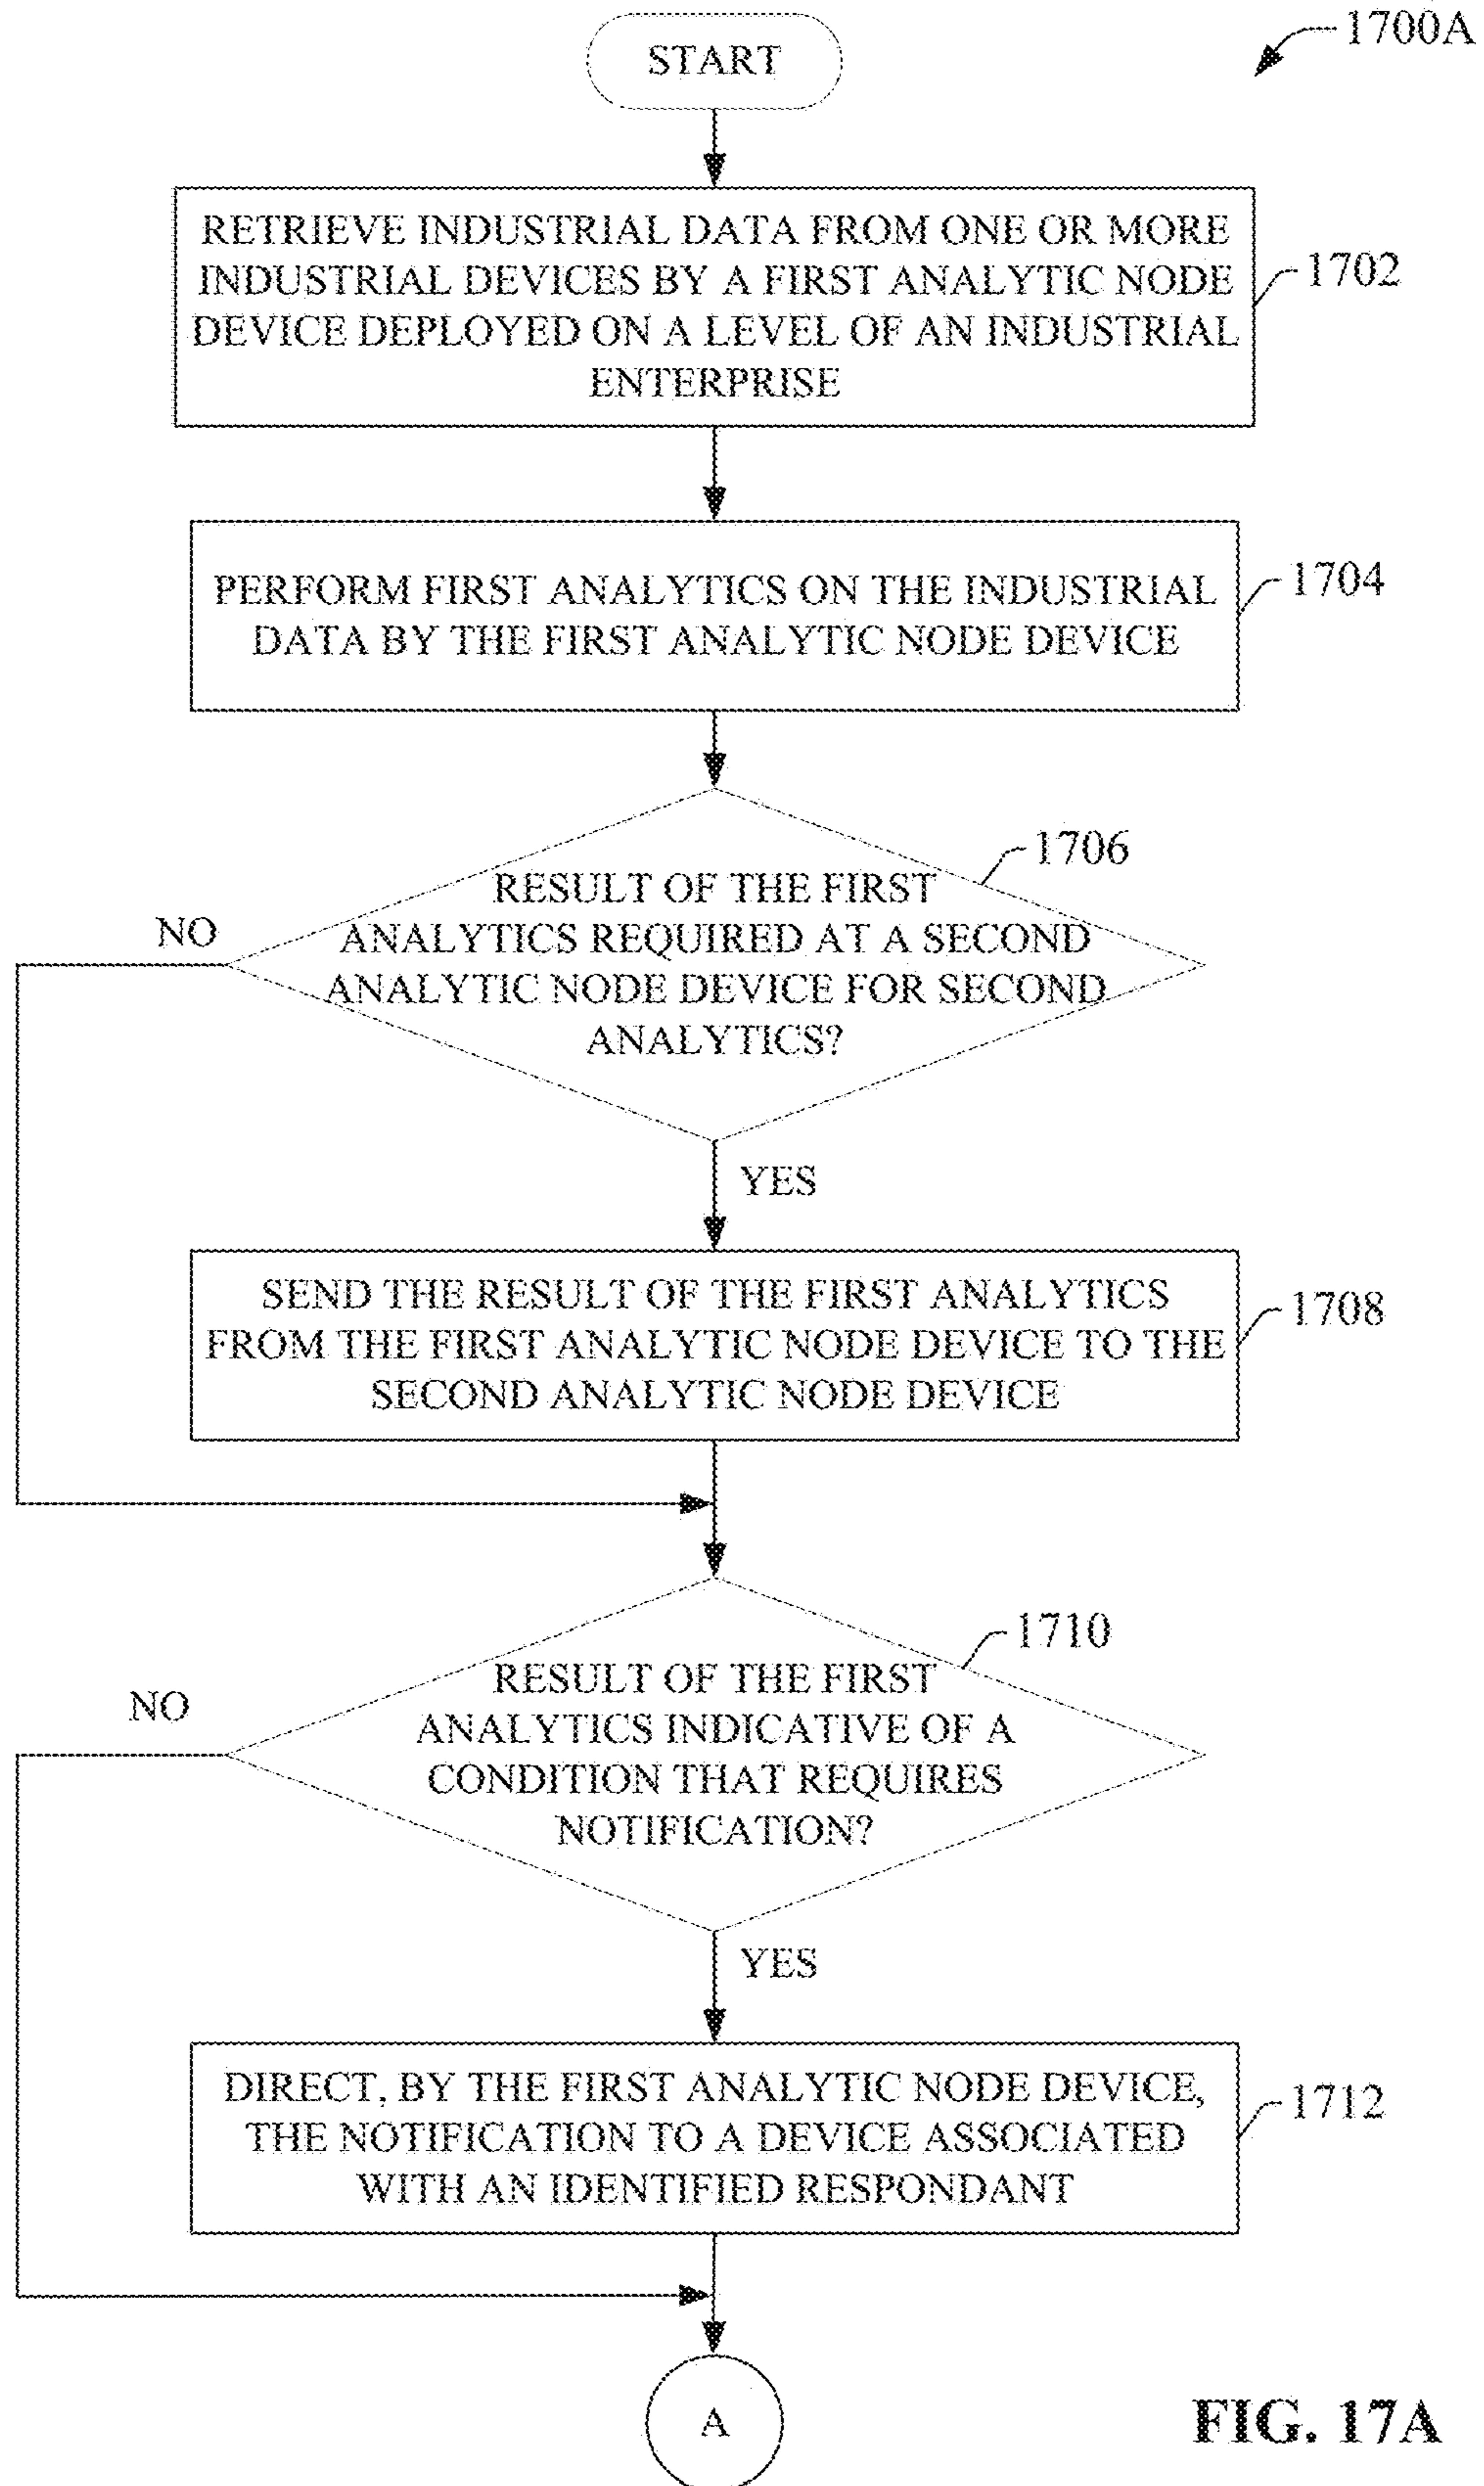 START
1700A
RETRIEVE INDUSTRIAL DATA FROM ONE OR MORE
INDUSTRIAL DEVICES BY A FIRST ANALYTIC NODE
DEVICE DEPLOYED ON A LEVEL OF AN INDUSTRIAL
ENTERPRISE
1702
PERFORM FIRST ANALYTICS ON THE INDUSTRIAL
DATA BY THE FIRST ANALYTIC NODE DEVICE
1704
1706
RESULT OF THE FIRST
ANALYTICS REQUIRED AT A SECOND
ANALYTIC NODE DEVICE FOR SECOND
ANALYTICS?
NO
YES
SEND THE RESULT OF THE FIRST ANALYTICS
FROM THE FIRST ANALYTIC NODE DEVICE TO THE
SECOND ANALYTIC NODE DEVICE
1708
1710
RESULT OF THE FIRST
ANALYTICS INDICATIVE OF A
CONDITION THAT REQUIRES
NOTIFICATION?
NO
YES
DIRECT, BY THE FIRST ANALYTIC NODE DEVICE,
THE NOTIFICATION TO A DEVICE ASSOCIATED
WITH AN IDENTIFIED RESPONDANT
1712
A
FIG. 17A